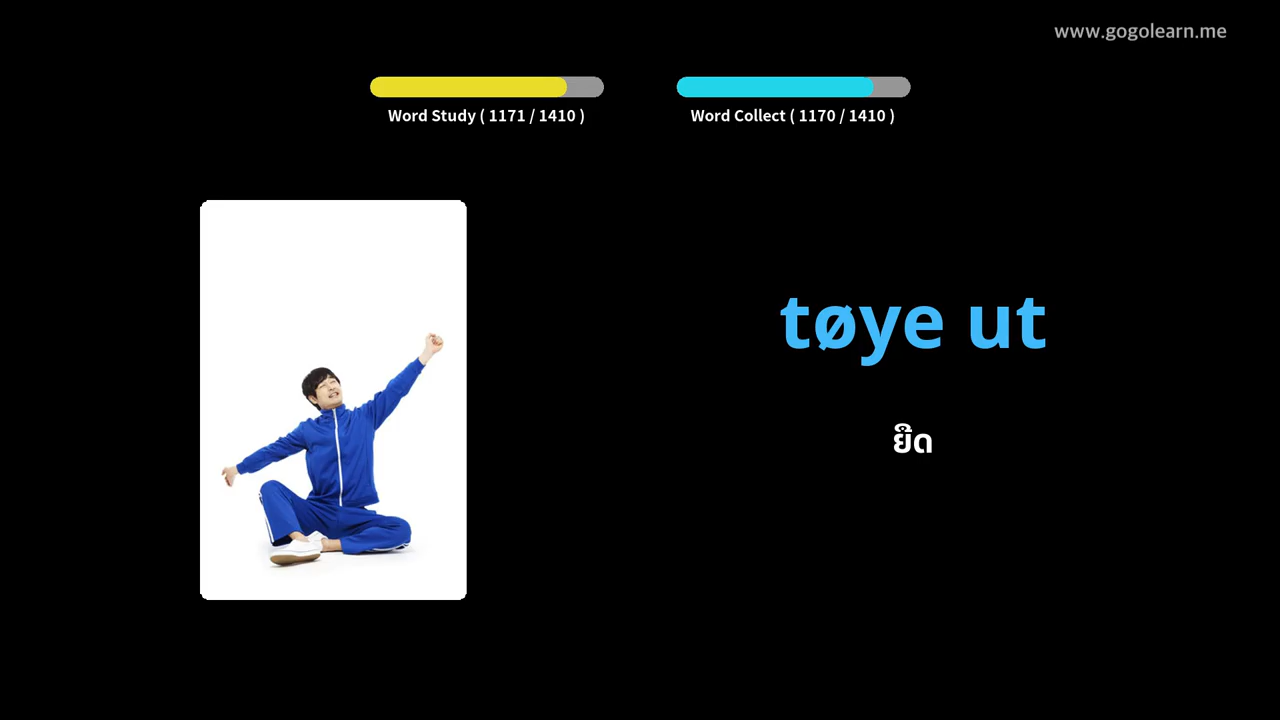 www.gogolearn.me
Word Study ( 1171 / 1410 )
Word Collect ( 1170 / 1410 )
tøye ut
ຍືດ